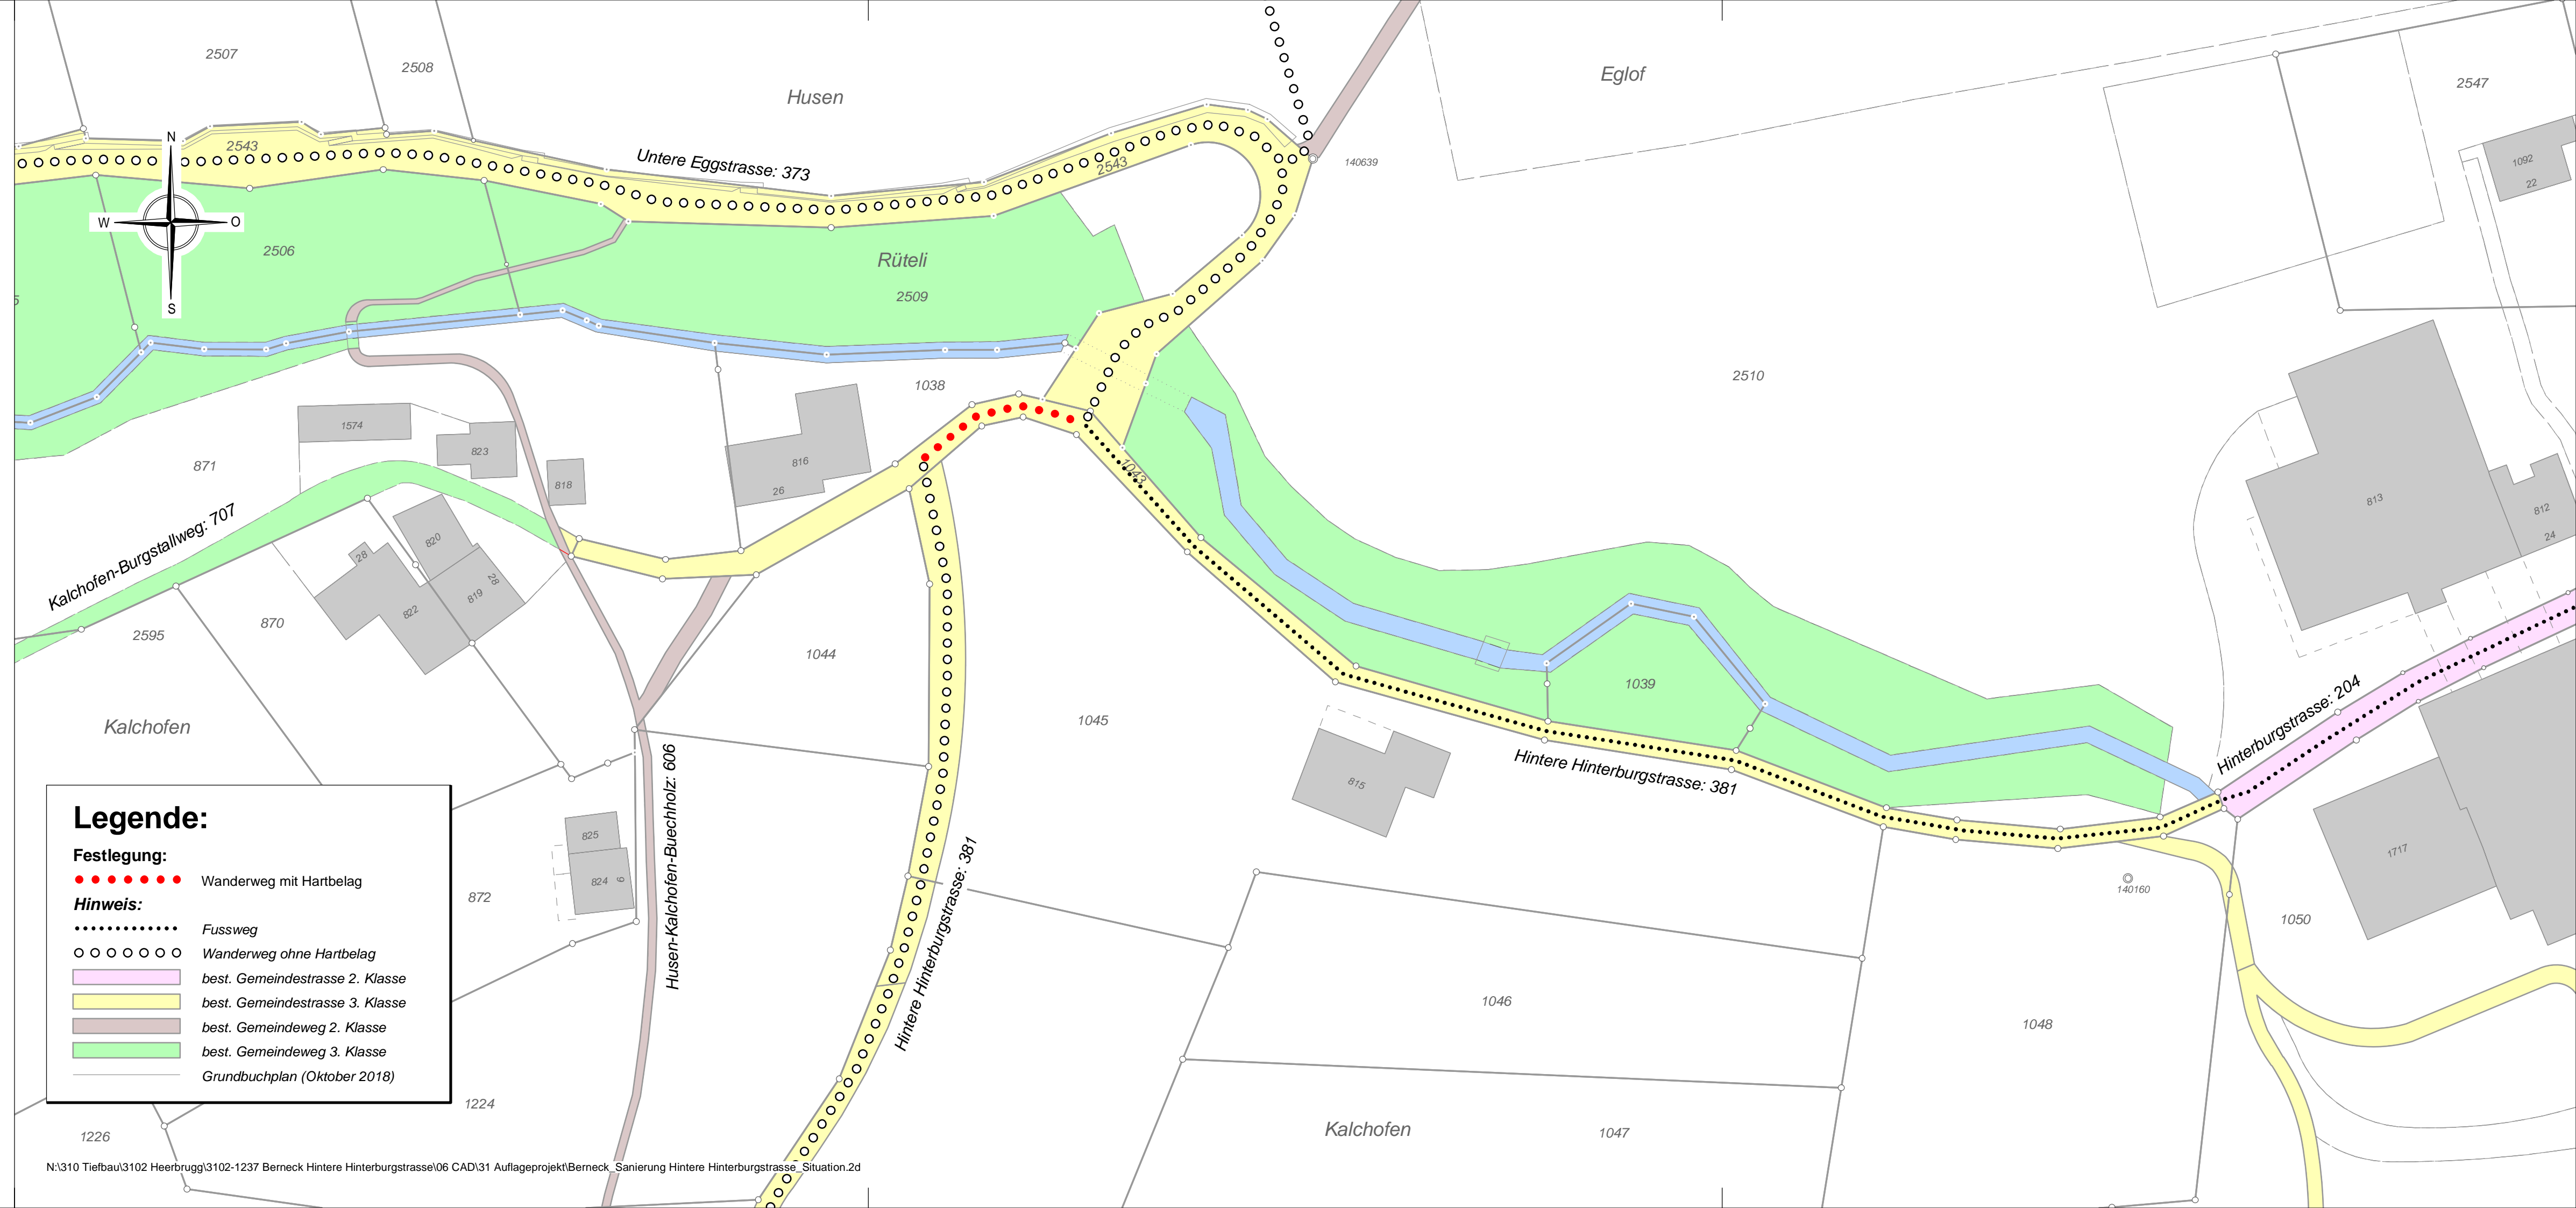 2507
2508
Husen
Eglof
2547
N
2543
Untere Eggstrasse: 373
2543
140639
1092
22
W
O
2506
Rüteli
2509
S
1038
2510
1574
823
871
816
26
818
1043
813
812
24
Kalchofen-Burgstallweg: 707
820
28
28
819
822
2595
870
1044
1045
1039
Kalchofen
Hinterburgstrasse: 204
Hintere Hinterburgstrasse: 381
815
Husen-Kalchofen-Buechholz: 606
825
824
6
872
Hintere Hinterburgstrasse: 381
1717
140160
1050
1046
1048
Legende:
Festlegung:
Wanderweg mit Hartbelag
Hinweis:
Fussweg
Wanderweg ohne Hartbelag
best. Gemeindestrasse 2. Klasse
best. Gemeindestrasse 3. Klasse
best. Gemeindeweg 2. Klasse
best. Gemeindeweg 3. Klasse
Grundbuchplan (Oktober 2018)
1224
1226
Kalchofen
1047
N:\310 Tiefbau\3102 Heerbrugg\3102-1237 Berneck Hintere Hinterburgstrasse\06 CAD\31 Auflageprojekt\Berneck_Sanierung Hintere Hinterburgstrasse_Situation.2d